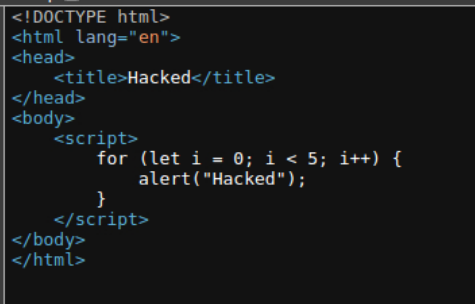 <!DOCTYPE html>
<html lang="en">
<head>
    <title>Hacked</title>
</head>
<body>
    <script>
        for (let i = 0; i < 5; i++) {
            alert("Hacked");
        }
    </script>
</body>
</html>